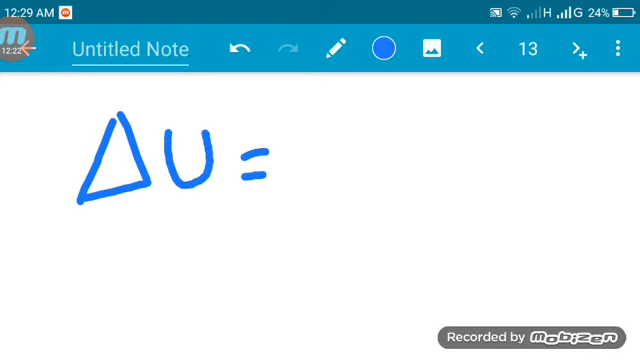 12:29 AM H G 24%
12:22 Untitled Note 13
ΔU =
Recorded by mobizen